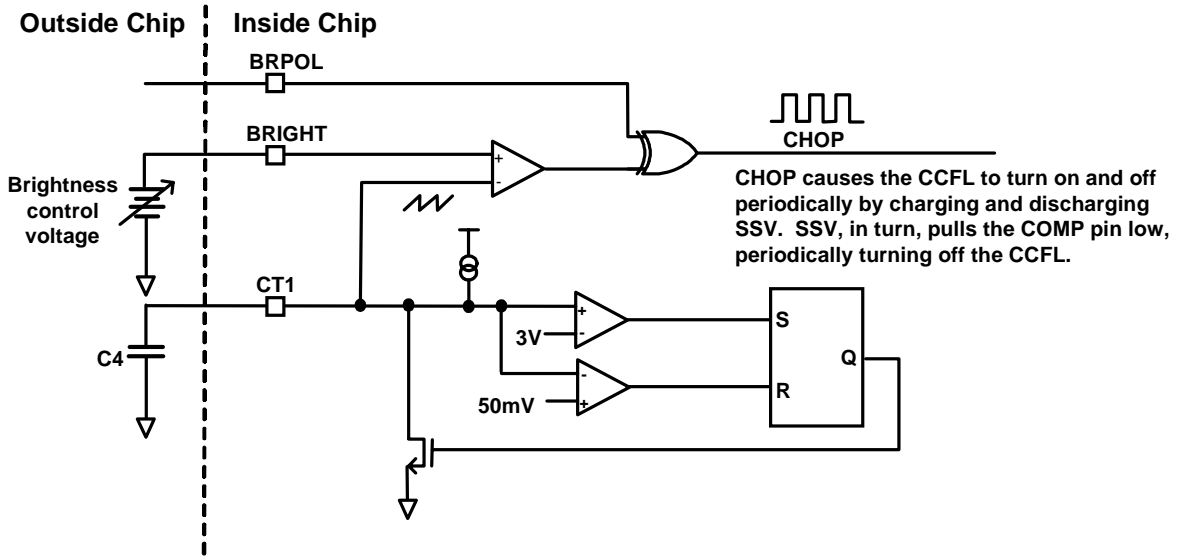 Outside Chip
Inside Chip
BRPOL
BRIGHT
CHOP
Brightness
control
voltage
CHOP causes the CCFL to turn on and off
periodically by charging and discharging
SSV. SSV, in turn, pulls the COMP pin low,
periodically turning off the CCFL.
+
-
CT1
C4
+
-
3V
S
Q
-
+
50mV
R